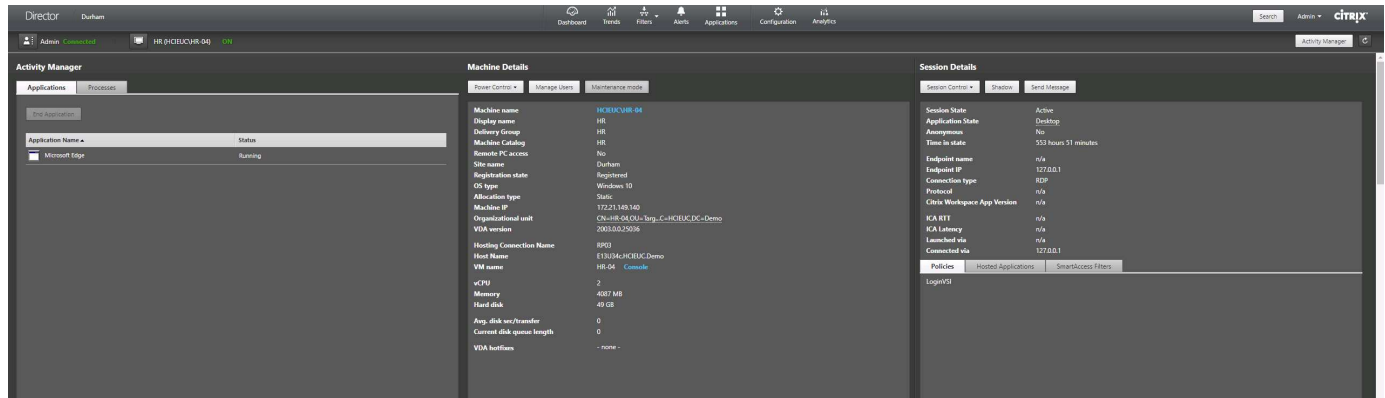 Director Durham Dashboard Trends Filters Alerts Applications Configuration Analytics Search Admin CITRIX
Admin Connected HR (HCIEUC\HR-04) ON Activity Manager
Activity Manager
Applications Processes
End Application
Application Name Status
Microsoft Edge Running
Machine Details
Power Control Manage Users Maintenance mode
Machine name HCIEUC\HR-04
Display name HR
Delivery Group HR
Machine Catalog HR
Remote PC access No
Site name Durham
Registration state Registered
OS type Windows 10
Allocation type Static
Machine IP 172.21.149.140
Organizational unit CN=HR-04,OU=Targ...C=HCIEUC,DC=Demo
VDA version 2003.0.0.25036
Hosting Connection Name RP03
Host Name E13U34c.HCIEUC.Demo
VM name HR-04 Console
vCPU 2
Memory 4087 MB
Hard disk 49 GB
Avg. disk sec/transfer 0
Current disk queue length 0
VDA hotfixes - none -
Session Details
Session Control Shadow Send Message
Session State Active
Application State Desktop
Anonymous No
Time in state 553 hours 51 minutes
Endpoint name n/a
Endpoint IP 127.0.0.1
Connection type RDP
Protocol n/a
Citrix Workspace App Version n/a
ICA RTT n/a
ICA Latency n/a
Launched via n/a
Connected via 127.0.0.1
Policies Hosted Applications SmartAccess Filters
LoginVSI